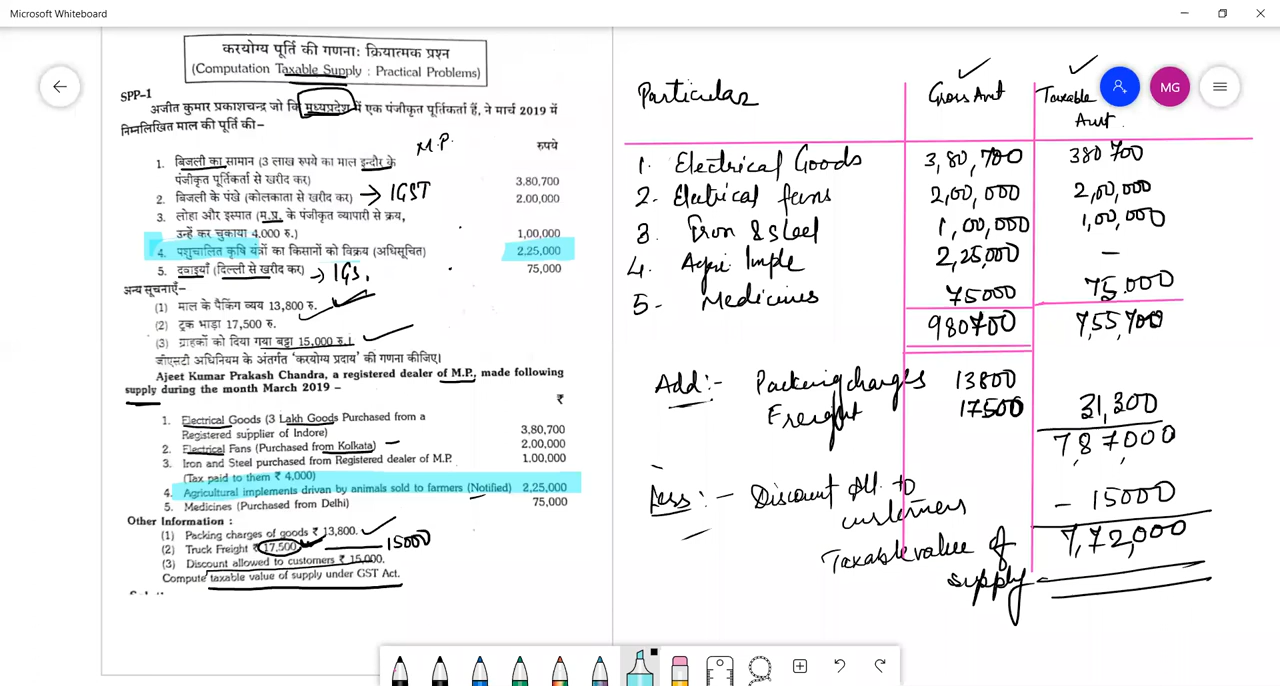 Microsoft Whiteboard
करयोग्य पूर्ति की गणनाः क्रियात्मक प्रश्न
(Computation Taxable Supply : Practical Problems)
SPP-1
अजीत कुमार प्रकाशचन्द्र जो कि मध्यप्रदेश में एक पंजीकृत पूर्तिकर्ता हैं, ने मार्च 2019 में
निम्नलिखित माल की पूर्ति की–
M.P.
रुपये
1. बिजली का सामान (3 लाख रुपये का माल इन्दौर के
पंजीकृत पूर्तिकर्ता से खरीद कर) 3,80,700
2. बिजली के पंखे (कोलकाता से खरीद कर) → IGST 2,00,000
3. लोहा और इस्पात (म.प्र. के पंजीकृत व्यापारी से क्रय,
उन्हें कर चुकाया 4,000 रु.) 1,00,000
4. पशुचालित कृषि यंत्रों का किसानों को विक्रय (अधिसूचित) 2,25,000
5. दवाइयाँ (दिल्ली से खरीद कर) → IGS. 75,000
अन्य सूचनाएँ–
(1) माल के पैकिंग व्यय 13,800 रु.
(2) ट्रक भाड़ा 17,500 रु.
(3) ग्राहकों को दिया गया बट्टा 15,000 रु.।
जीएसटी अधिनियम के अंतर्गत ‘करयोग्य प्रदाय’ की गणना कीजिए।
Ajeet Kumar Prakash Chandra, a registered dealer of M.P., made following
supply during the month March 2019 –
₹
1. Electrical Goods (3 Lakh Goods Purchased from a
Registered supplier of Indore) 3,80,700
2. Electrical Fans (Purchased from Kolkata) 2,00,000
3. Iron and Steel purchased from Registered dealer of M.P. 1,00,000
(Tax paid to them ₹ 4,000)
4. Agricultural implements drivan by animals sold to farmers (Notified) 2,25,000
5. Medicines (Purchased from Delhi) 75,000
Other Information :
(1) Packing charges of goods ₹ 13,800.
(2) Truck Freight ₹ 17,500. 15000
(3) Discount allowed to customers ₹ 15,000.
Compute taxable value of supply under GST Act.
Particular Gross Amt Taxable
Amt.
1. Electrical Goods 3,80,700 380700
2. Eletrical fans 2,00,000 2,00,000
3. Iron & steel 1,00,000 1,00,000
4. Agri Imple 2,25,000 –
5- Medicines 75000 75.000
980700 7,55,700
Add:- Packing charges 13800
Freight 17500 31,300
7,87,000
Less:- Discount All. to – 15000
customers
Taxable value of 7,72,000
supply
MG